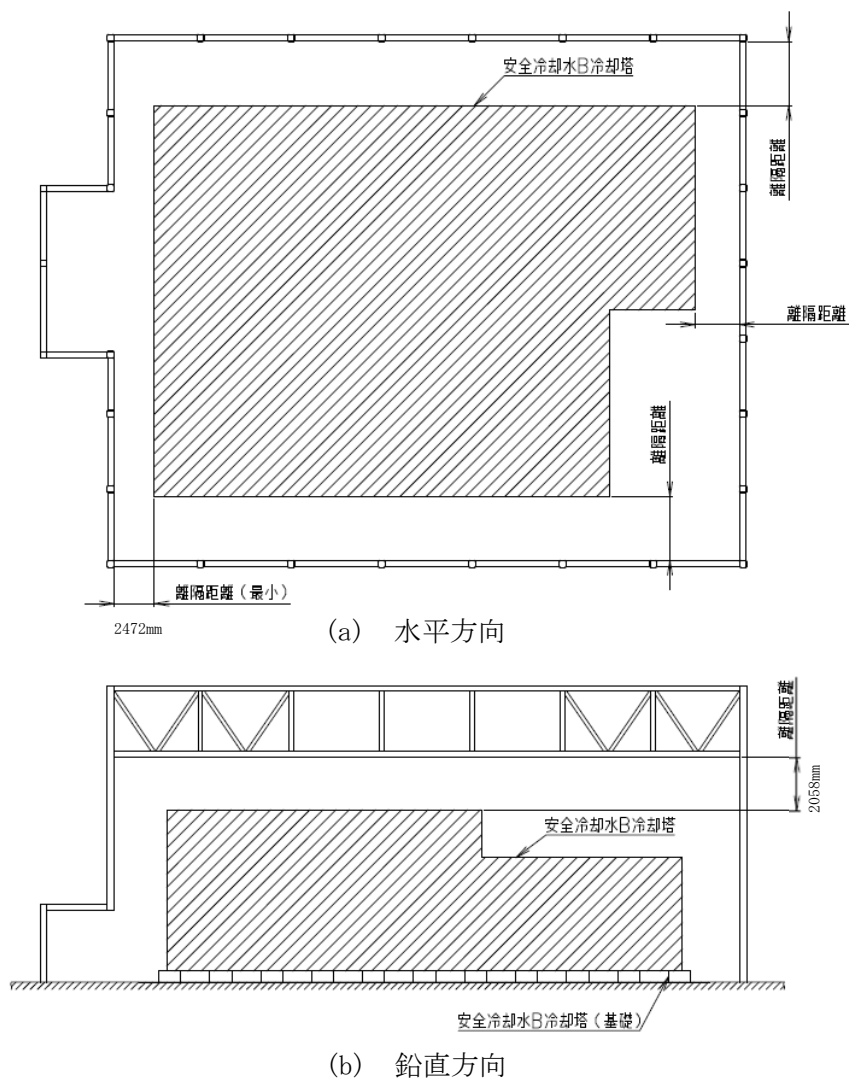 安全冷却水B冷却塔
離隔距離
離隔距離
離隔距離
離隔距離(最小)
2472mm
(a) 水平方向
離隔距離
2058mm
安全冷却水B冷却塔
安全冷却水B冷却塔(基礎)
(b) 鉛直方向